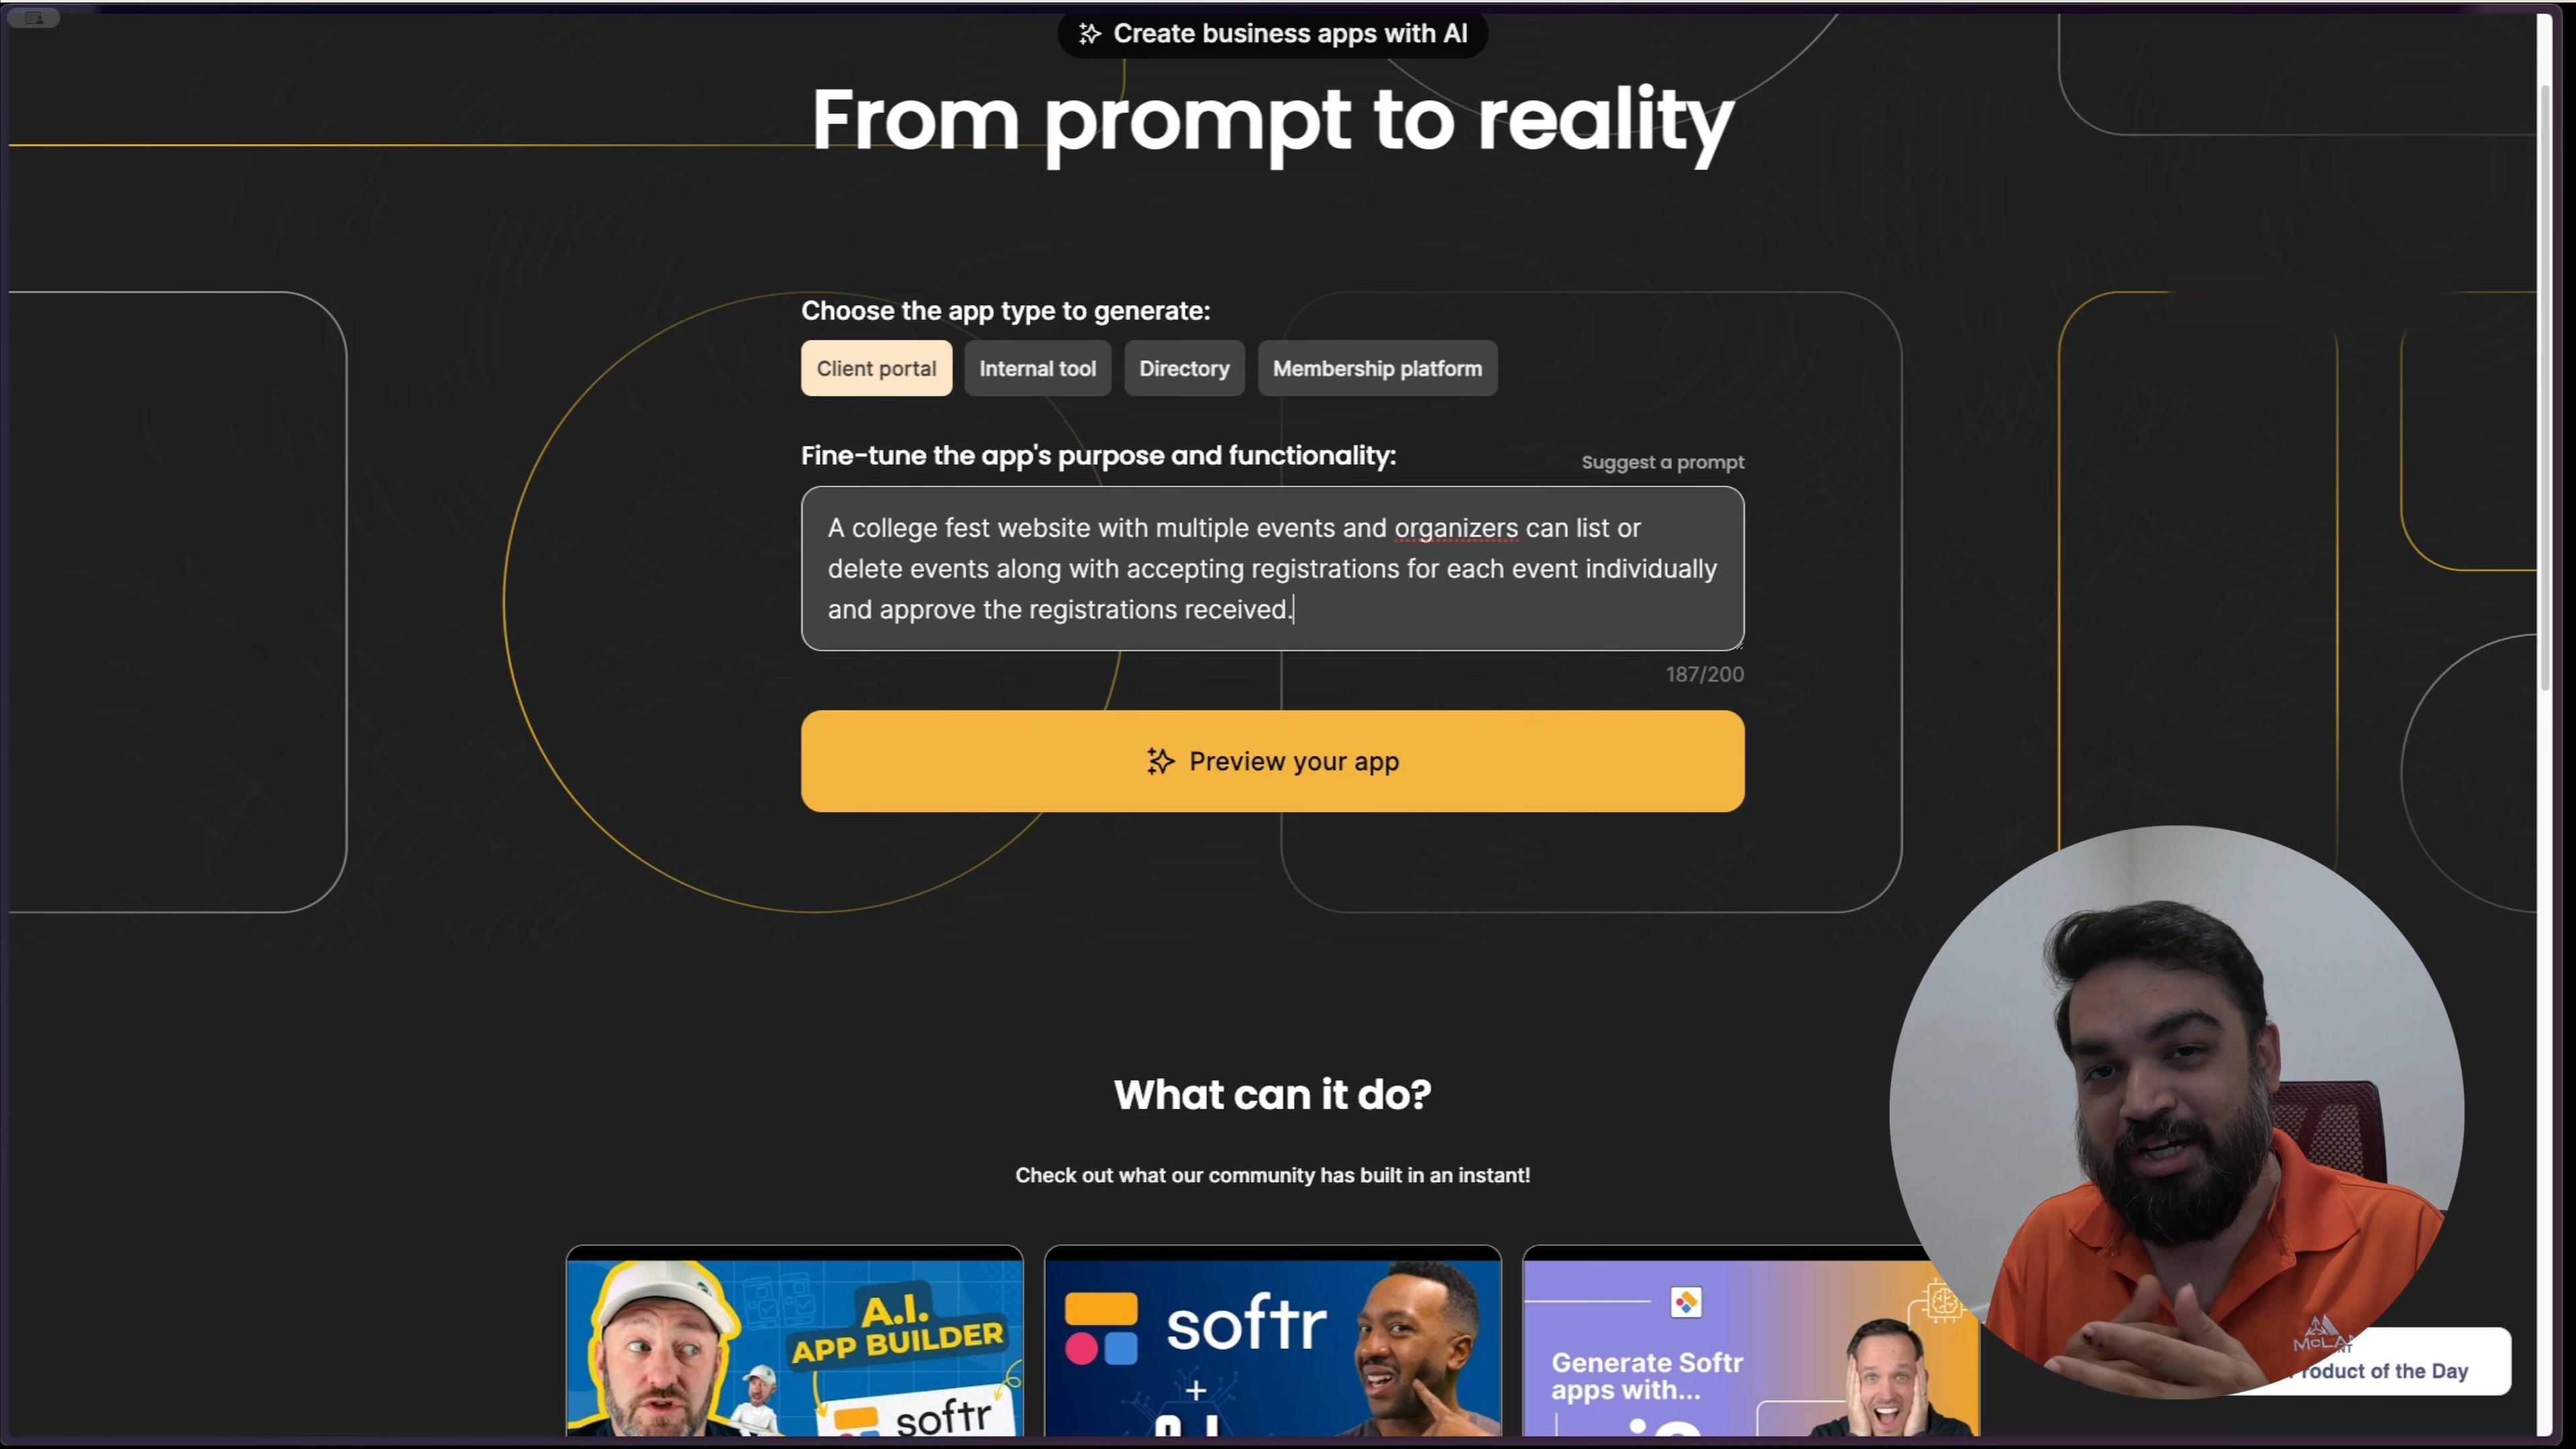 Create business apps with AI
From prompt to reality
Choose the app type to generate:
Client portal
Internal tool
Directory
Membership platform
Fine-tune the app's purpose and functionality:
Suggest a prompt
A college fest website with multiple events and organizers can list or
delete events along with accepting registrations for each event individually
and approve the registrations received.
187/200
Preview your app
What can it do?
Check out what our community has built in an instant!
A.I.
APP BUILDER
softr
softr
+
Generate Softr
apps with...
roduct of the Day